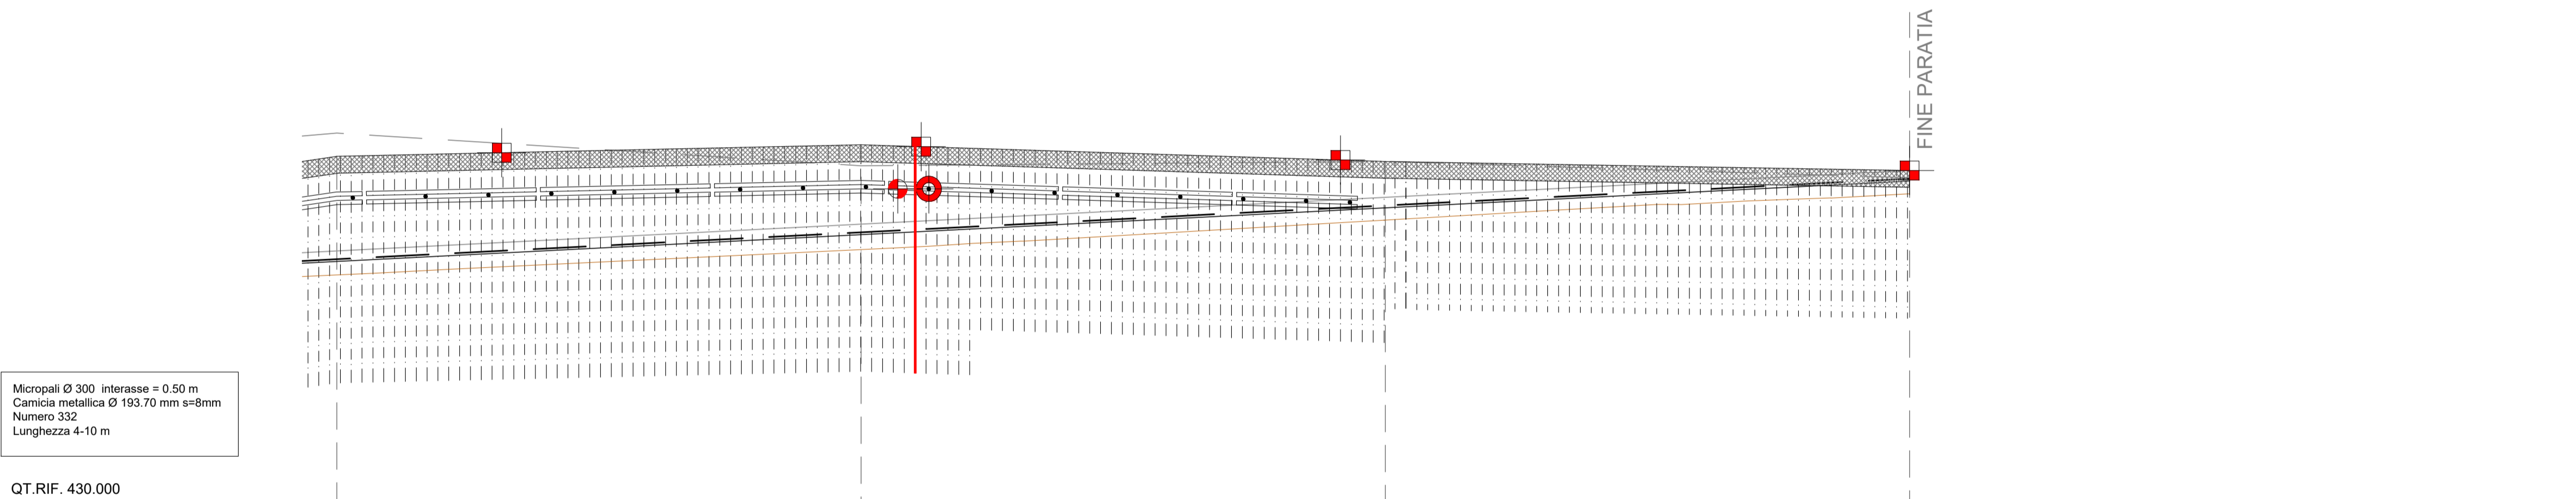 FINE PARATIA
Micropali Ø 300 interasse = 0.50 m
Camicia metallica Ø 193.70 mm s=8mm
Numero 332
Lunghezza 4-10 m
QT.RIF. 430.000